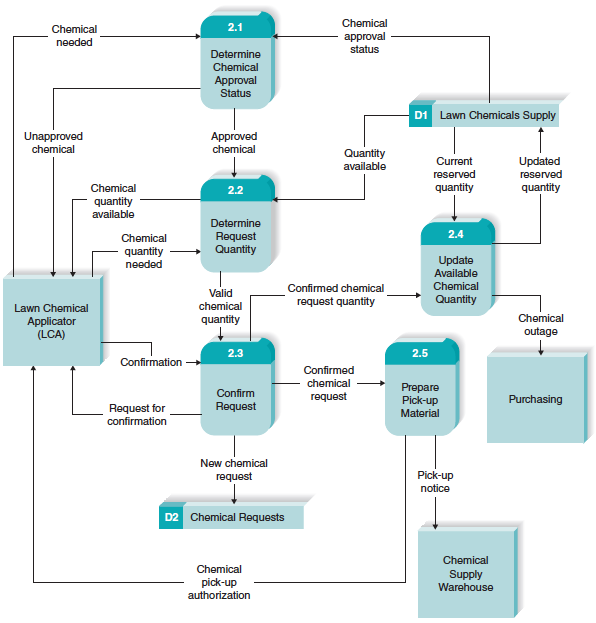 Chemical
needed
2.1
Determine
Chemical
Approval
Status
Chemical
approval
status
D1 Lawn Chemicals Supply
Unapproved
chemical
Approved
chemical
Quantity
available
Current
reserved
quantity
Updated
reserved
quantity
Chemical
quantity
available
2.2
Determine
Request
Quantity
Chemical
quantity
needed
2.4
Update
Available
Chemical
Quantity
Lawn Chemical
Applicator
(LCA)
Valid
chemical
quantity
Confirmed chemical
request quantity
Chemical
outage
Confirmation
2.3
Confirm
Request
Confirmed
chemical
request
2.5
Prepare
Pick-up
Material
Purchasing
Request for
confirmation
New chemical
request
Pick-up
notice
D2 Chemical Requests
Chemical
pick-up
authorization
Chemical
Supply
Warehouse